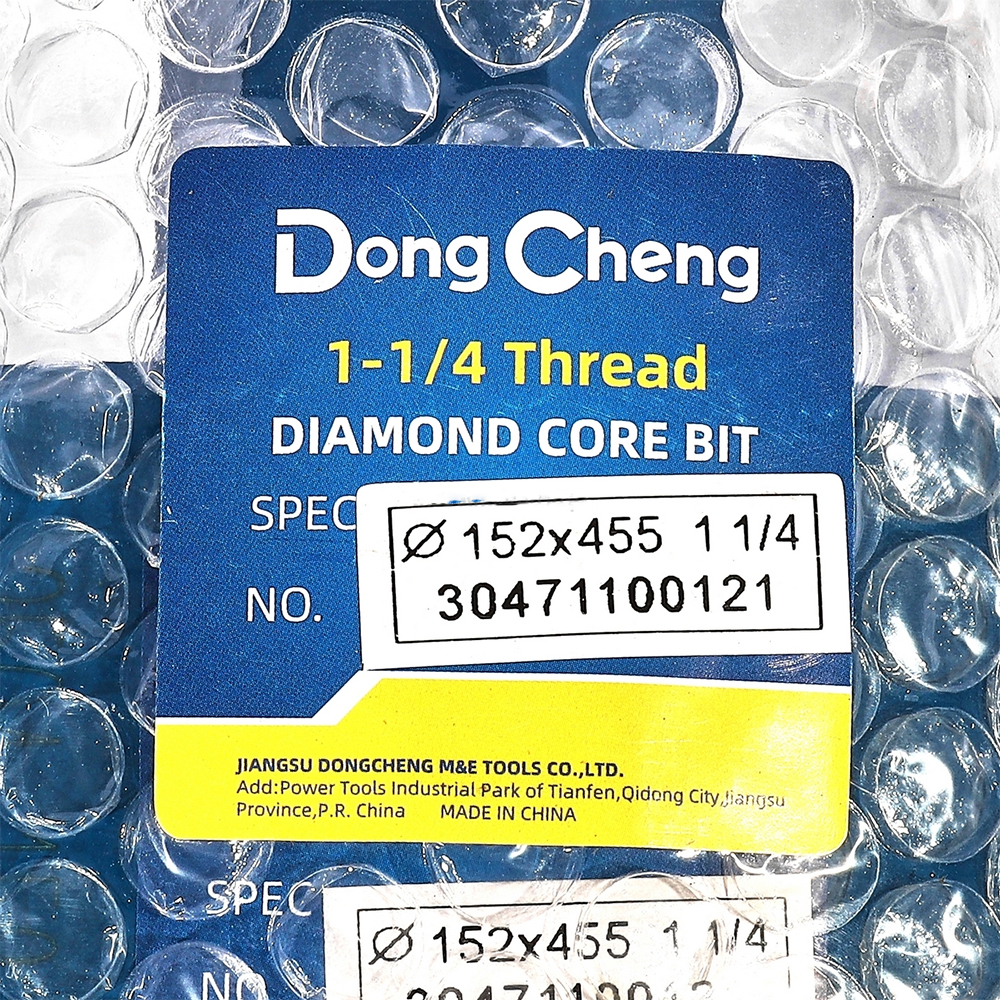 Dong Cheng
1-1/4 Thread
DIAMOND CORE BIT
SPEC
Ø 152x455 1 1/4
NO.
30471100121
JIANGSU DONGCHENG M&E TOOLS CO.,LTD.
Add:Power Tools Industrial Park of Tianfen,Qidong City,Jiangsu
Province,P.R. China MADE IN CHINA
SPEC
Ø 152x455 1 1/4
NO